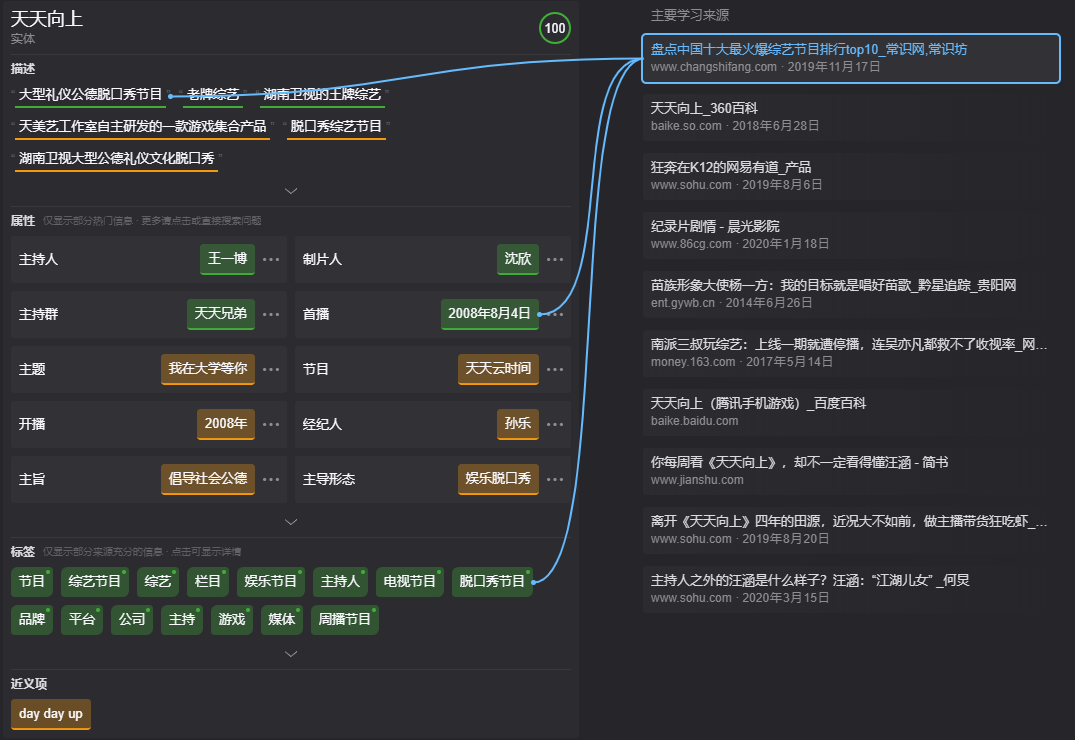 天天向上
实体
100
描述
“大型礼仪公德脱口秀节目” “老牌综艺” “湖南卫视的王牌综艺”
“天美艺工作室自主研发的一款游戏集合产品” “脱口秀综艺节目”
“湖南卫视大型公德礼仪文化脱口秀”
属性 仅显示部分热门信息 · 更多请点击或直接搜索问题
主持人 王一博 ••• 制片人 沈欣 •••
主持群 天天兄弟 ••• 首播 2008年8月4日 •••
主题 我在大学等你 ••• 节目 天天云时间 •••
开播 2008年 ••• 经纪人 孙乐 •••
主旨 倡导社会公德 ••• 主导形态 娱乐脱口秀 •••
标签 仅显示部分来源充分的信息 · 点击可显示详情
节目 综艺节目 综艺 栏目 娱乐节目 主持人 电视节目 脱口秀节目
品牌 平台 公司 主持 游戏 媒体 周播节目
近义项
day day up
主要学习来源
盘点中国十大最火爆综艺节目排行top10_常识网,常识坊
www.changshifang.com · 2019年11月17日
天天向上_360百科
baike.so.com · 2018年6月28日
狂奔在K12的网易有道_产品
www.sohu.com · 2019年8月6日
纪录片剧情 - 晨光影院
www.86cg.com · 2020年1月18日
苗族形象大使杨一方：我的目标就是唱好苗歌_黔星追踪_贵阳网
ent.gywb.cn · 2014年6月26日
南派三叔玩综艺：上线一期就遭停播，连吴亦凡都救不了收视率_网…
money.163.com · 2017年5月14日
天天向上（腾讯手机游戏）_百度百科
baike.baidu.com
你每周看《天天向上》，却不一定看得懂汪涵 - 简书
www.jianshu.com
离开《天天向上》四年的田源，近况大不如前，做主播带货狂吃虾_…
www.sohu.com · 2019年8月20日
主持人之外的汪涵是什么样子？汪涵：“江湖儿女”_何炅
www.sohu.com · 2020年3月15日